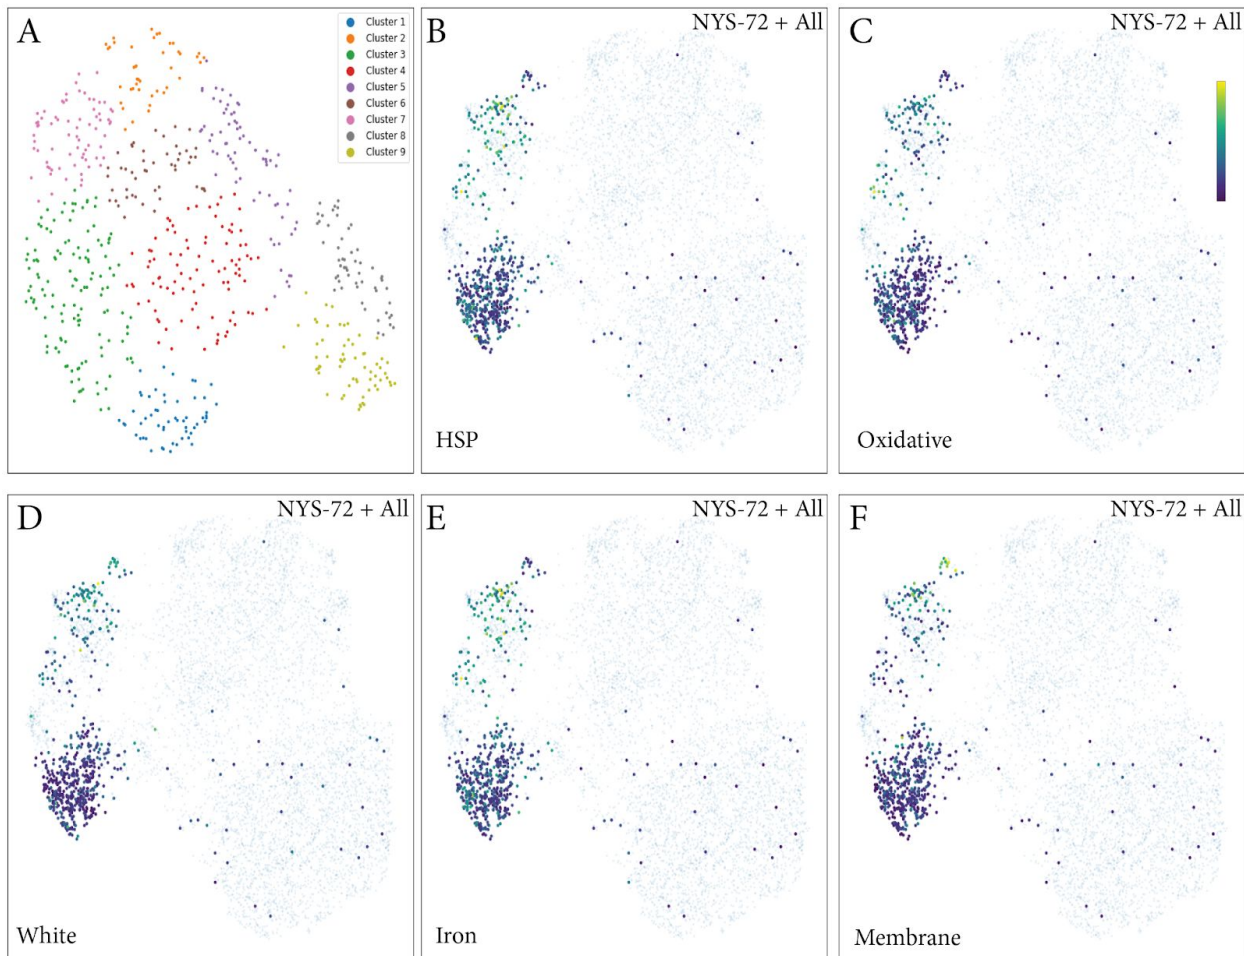 A
Cluster 1
Cluster 2
Cluster 3
Cluster 4
Cluster 5
Cluster 6
Cluster 7
Cluster 8
Cluster 9
B
NYS-72 + All
HSP
C
NYS-72 + All
Oxidative
D
NYS-72 + All
White
E
NYS-72 + All
Iron
F
NYS-72 + All
Membrane